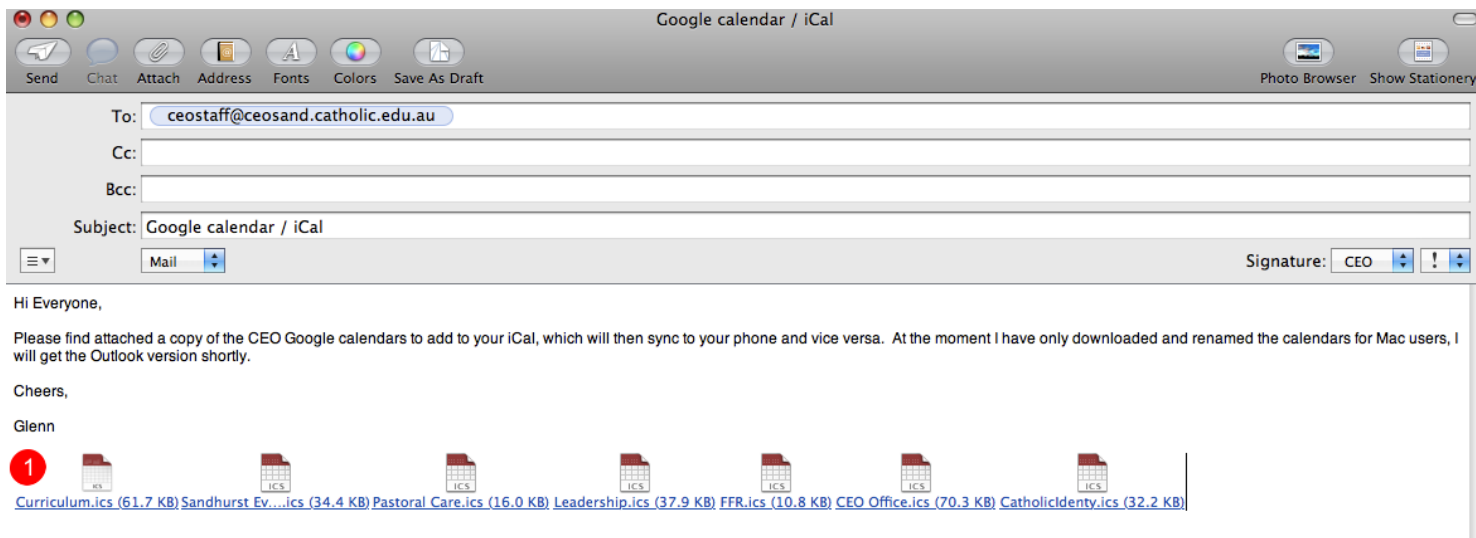 Google calendar / iCal
Send Chat Attach Address Fonts Colors Save As Draft Photo Browser Show Stationery
To: ceostaff@ceosand.catholic.edu.au
Cc:
Bcc:
Subject: Google calendar / iCal
Mail Signature: CEO !
Hi Everyone,
Please find attached a copy of the CEO Google calendars to add to your iCal, which will then sync to your phone and vice versa.  At the moment I have only downloaded and renamed the calendars for Mac users, I
will get the Outlook version shortly.
Cheers,
Glenn
1 ICS ICS ICS ICS ICS ICS ICS
Curriculum.ics (61.7 KB) Sandhurst Ev....ics (34.4 KB) Pastoral Care.ics (16.0 KB) Leadership.ics (37.9 KB) FFR.ics (10.8 KB) CEO Office.ics (70.3 KB) CatholicIdenty.ics (32.2 KB)